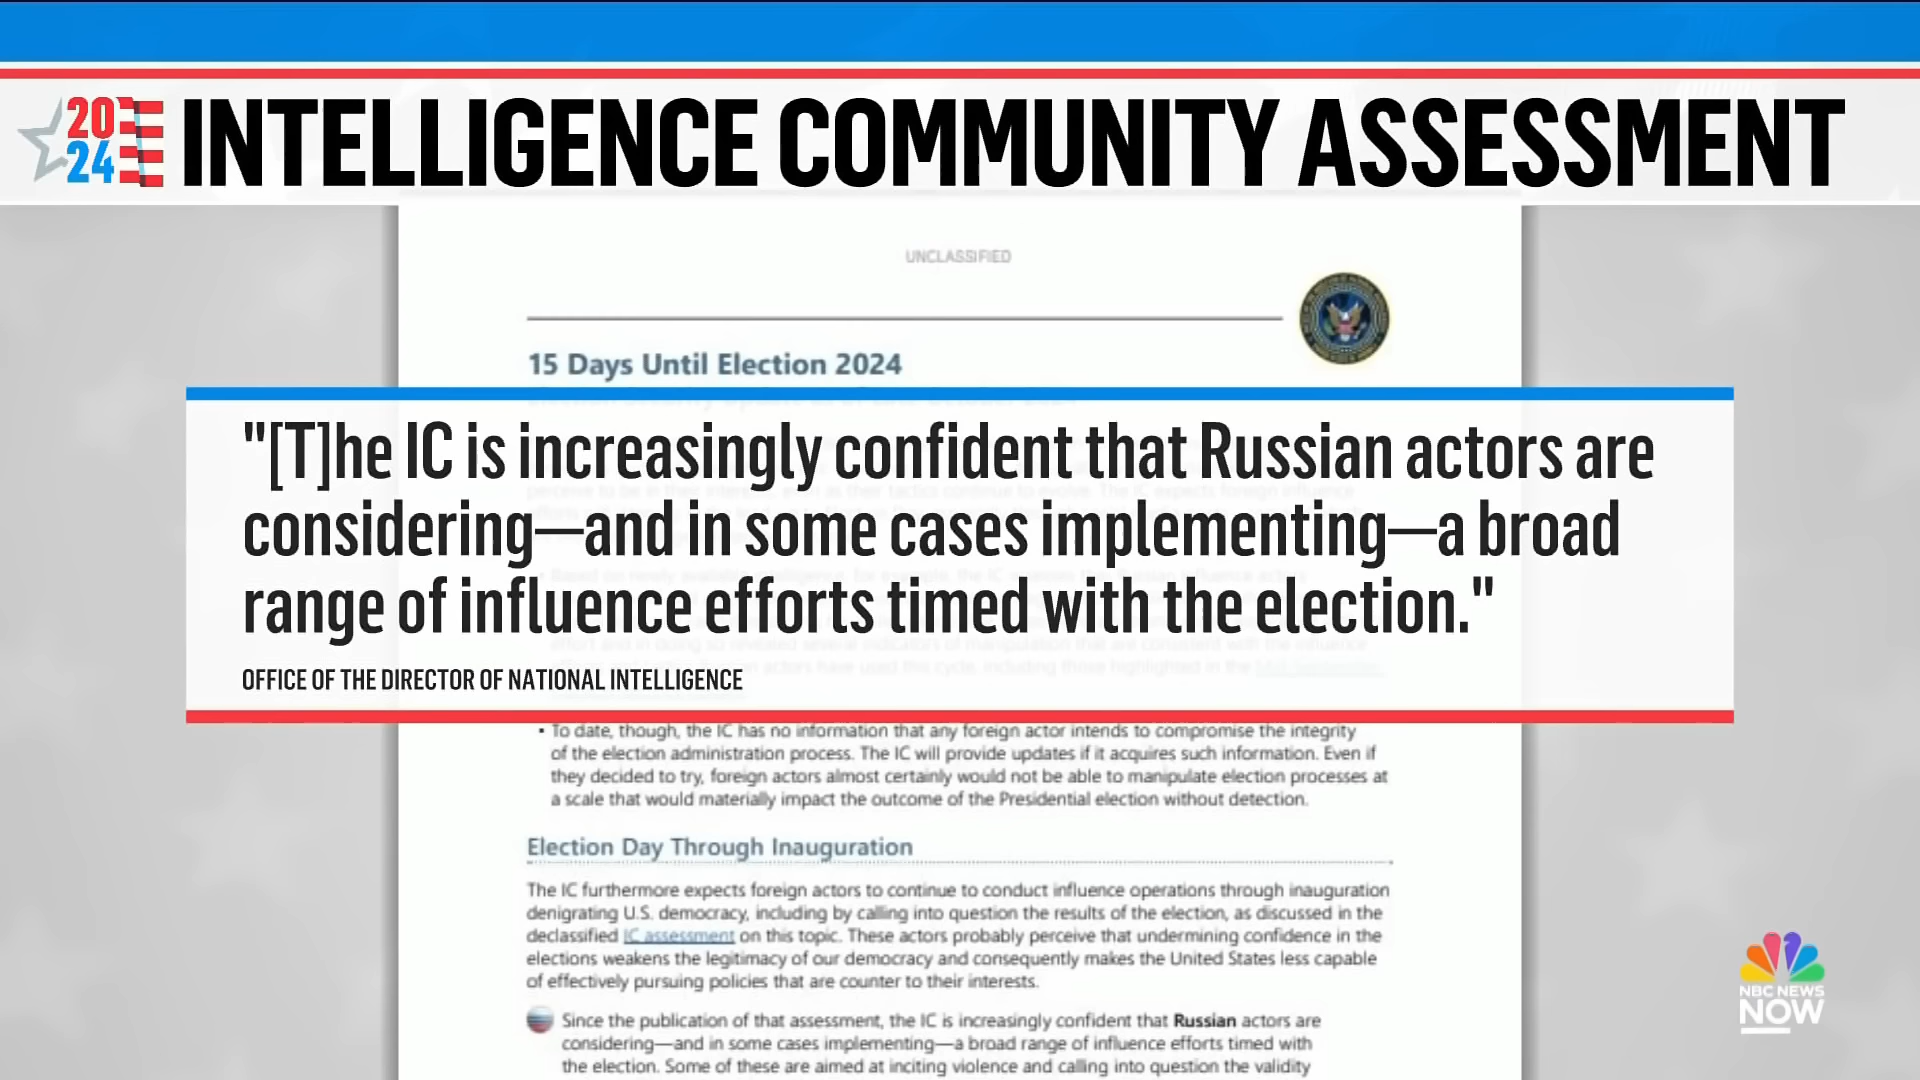 2024
INTELLIGENCE COMMUNITY ASSESSMENT
UNCLASSIFIED
15 Days Until Election 2024
"[T]he IC is increasingly confident that Russian actors are
considering—and in some cases implementing—a broad
range of influence efforts timed with the election."
OFFICE OF THE DIRECTOR OF NATIONAL INTELLIGENCE
• To date, though, the IC has no information that any foreign actor intends to compromise the integrity
of the election administration process. The IC will provide updates if it acquires such information. Even if
they decided to try, foreign actors almost certainly would not be able to manipulate election processes at
a scale that would materially impact the outcome of the Presidential election without detection.
Election Day Through Inauguration
The IC furthermore expects foreign actors to continue to conduct influence operations through inauguration
denigrating U.S. democracy, including by calling into question the results of the election, as discussed in the
declassified IC assessment on this topic. These actors probably perceive that undermining confidence in the
elections weakens the legitimacy of our democracy and consequently makes the United States less capable
of effectively pursuing policies that are counter to their interests.
Since the publication of that assessment, the IC is increasingly confident that Russian actors are
considering—and in some cases implementing—a broad range of influence efforts timed with
the election. Some of these are aimed at inciting violence and calling into question the validity
NBC NEWS
NOW